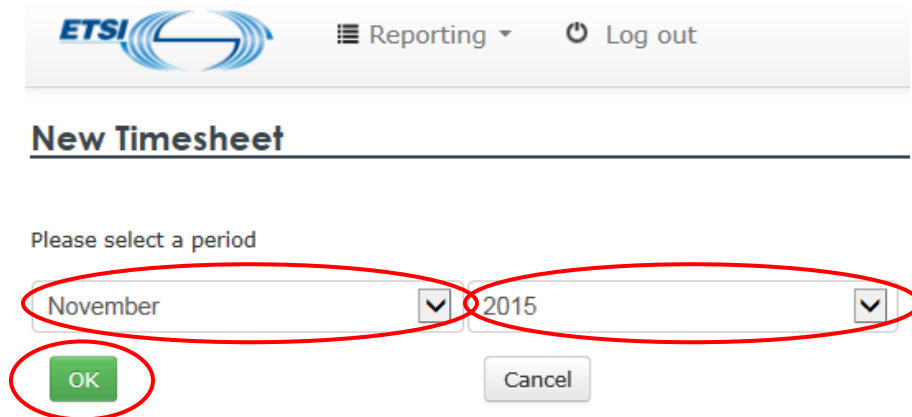 ETSI Reporting Log out
New Timesheet
Please select a period
November 2015
OK Cancel